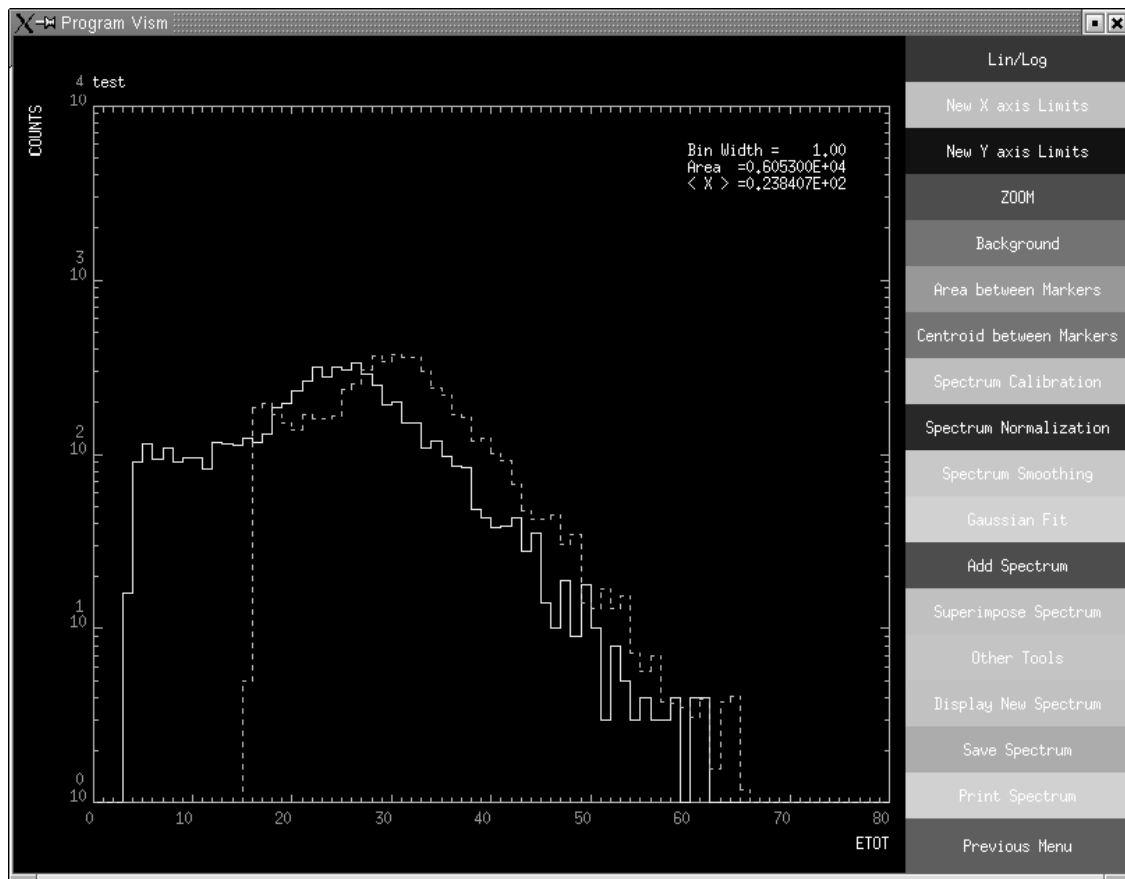 Program Vism
4 test
10
COUNTS
Bin Width = 1.00
Area =0.605300E+04
< X > =0.238407E+02
3
10
2
10
1
10
0
10
0 10 20 30 40 50 60 70 80
ETOT
Lin/Log
New X axis Limits
New Y axis Limits
ZOOM
Background
Area between Markers
Centroid between Markers
Spectrum Calibration
Spectrum Normalization
Spectrum Smoothing
Gaussian Fit
Add Spectrum
Superimpose Spectrum
Other Tools
Display New Spectrum
Save Spectrum
Print Spectrum
Previous Menu